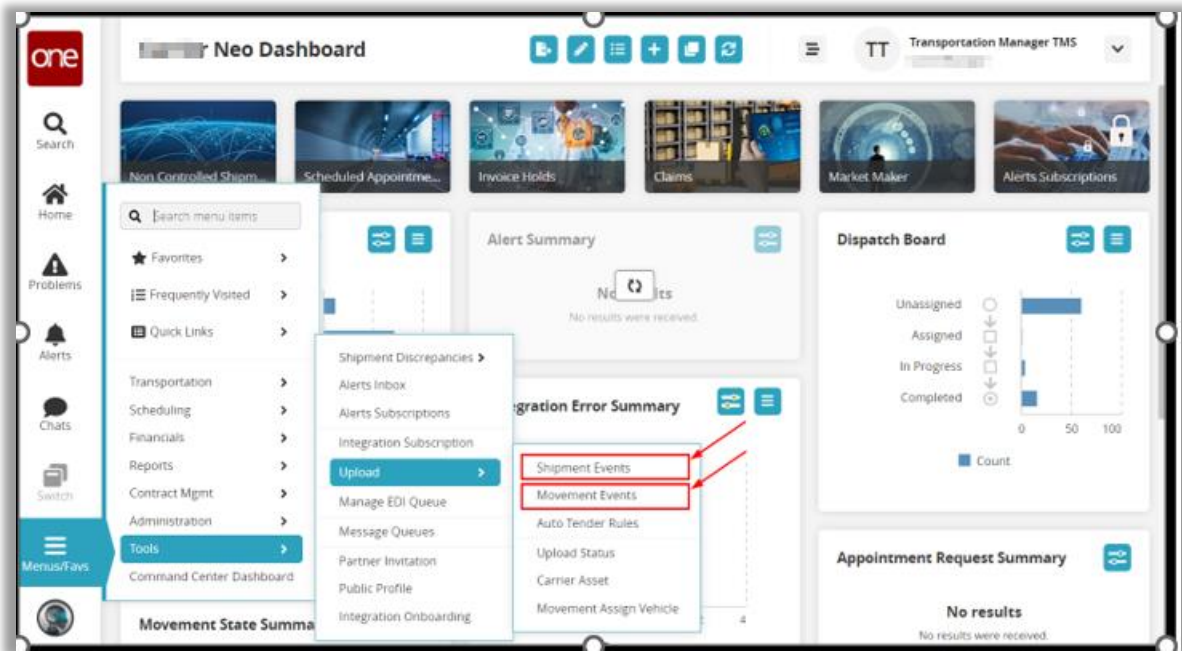 one
Neo Dashboard
TT
Transportation Manager TMS
Search
Home
Problems
Alerts
Chats
Switch
Menus/Favs
Non Controlled Shipm...
Scheduled Appointme...
Invoice Holds
Claims
Market Maker
Alerts Subscriptions
Search menu items
Favorites
Frequently Visited
Quick Links
Transportation
Scheduling
Financials
Reports
Contract Mgmt
Administration
Tools
Command Center Dashboard
Shipment Discrepancies
Alerts Inbox
Alerts Subscriptions
Integration Subscription
Upload
Manage EDI Queue
Message Queues
Partner Invitation
Public Profile
Integration Onboarding
Shipment Events
Movement Events
Auto Tender Rules
Upload Status
Carrier Asset
Movement Assign Vehicle
Alert Summary
No results were received.
gration Error Summary
4
Movement State Summa
Dispatch Board
Unassigned
Assigned
In Progress
Completed
0 50 100
Count
Appointment Request Summary
No results
No results were received.